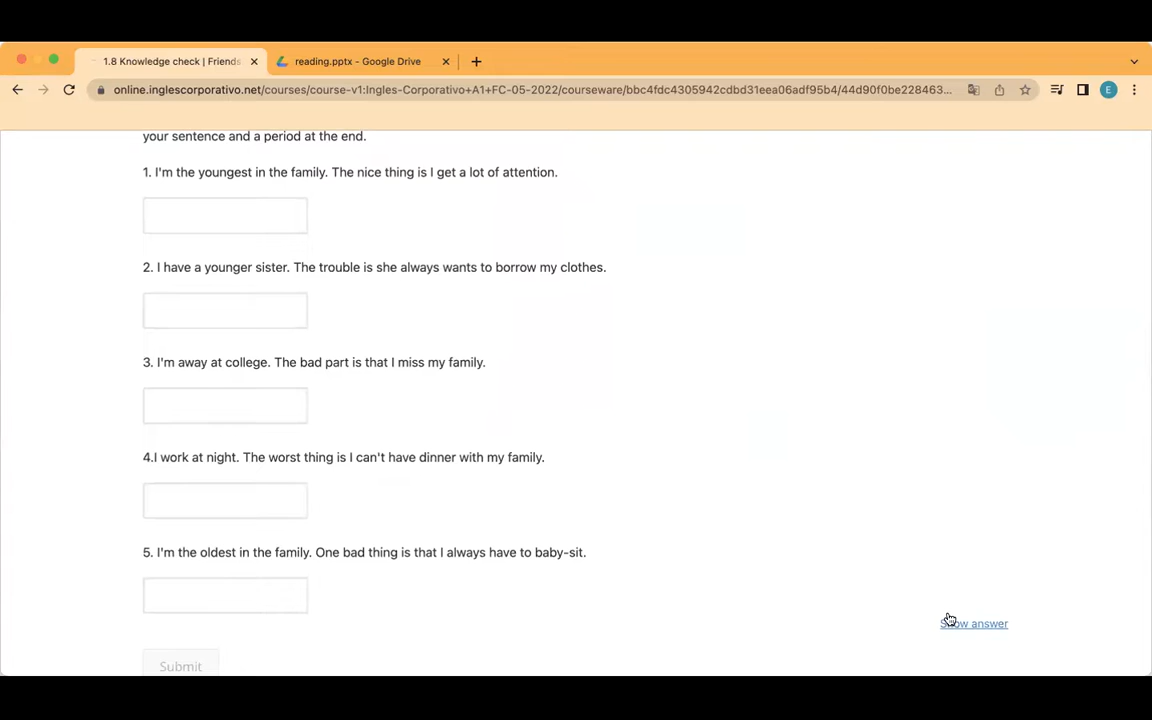 1.8 Knowledge check | Friends
reading.pptx - Google Drive
online.inglescorporativo.net/courses/course-v1:Ingles-Corporativo+A1+FC-05-2022/courseware/bbc4fdc4305942cdbd31eea06adf95b4/44d90f0be228463...
E
your sentence and a period at the end.
1. I'm the youngest in the family. The nice thing is I get a lot of attention.
2. I have a younger sister. The trouble is she always wants to borrow my clothes.
3. I'm away at college. The bad part is that I miss my family.
4.I work at night. The worst thing is I can't have dinner with my family.
5. I'm the oldest in the family. One bad thing is that I always have to baby-sit.
Show answer
Submit